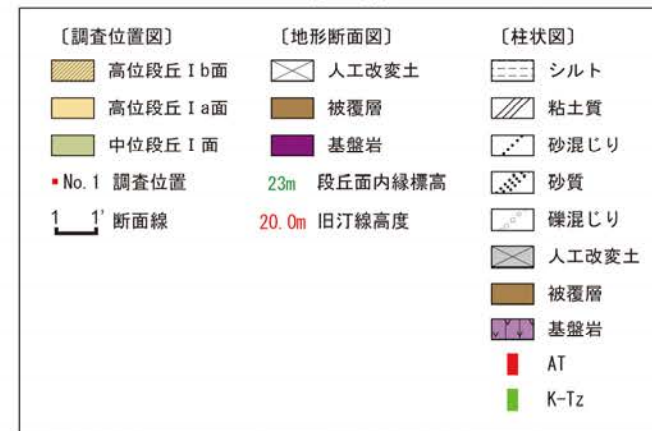 〔調査位置図〕
高位段丘Ⅰb面
高位段丘Ⅰa面
中位段丘Ⅰ面
No. 1 調査位置
1 1' 断面線
〔地形断面図〕
人工改変土
被覆層
基盤岩
23m 段丘面内縁標高
20.0m 旧汀線高度
〔柱状図〕
シルト
粘土質
砂混じり
砂質
礫混じり
人工改変土
被覆層
基盤岩
AT
K-Tz